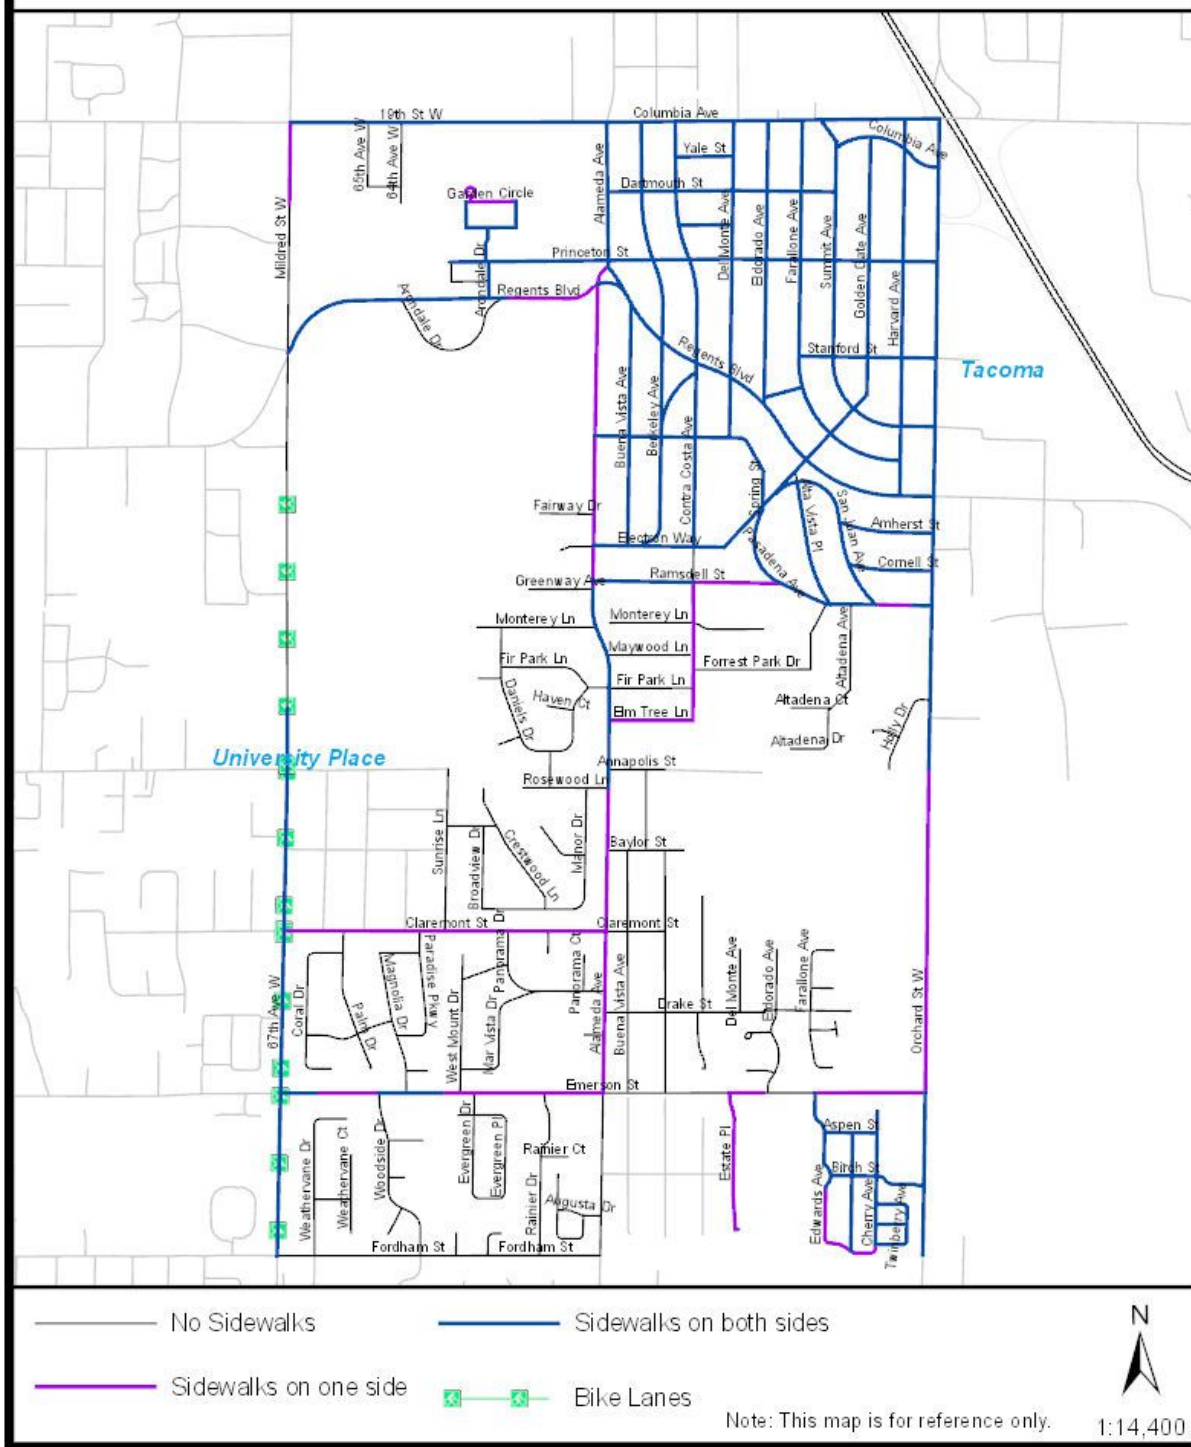 19th St W
Columbia Ave
Columbia Ave
65th Ave W
64th Ave W
Yale St
Alameda Ave
Garden Circle
Dartmouth St
Mildred St W
Del Monte Ave
Eldorado Ave
Farallone Ave
Summit Ave
Golden Gate Ave
Harvard Ave
Princeton St
Arondale Dr
Arondale Dr
Regents Blvd
Regents Blvd
Stanford St
Tacoma
Buena Vista Ave
Berkeley Ave
Contra Costa Ave
Spring St
Alta Vista Pl
San Juan Ave
Fairway Dr
Amherst St
Electron Way
Pasadena Ave
Cornell St
Greenway Ave
Ramsdell St
Monterey Ln
Monterey Ln
Altadena Ave
Maywood Ln
Fir Park Ln
Forrest Park Dr
Fir Park Ln
Daniels Dr
Haven Ct
Elm Tree Ln
Altadena Ct
Altadena Dr
Holly Dr
University Place
Annapolis St
Rosewood Ln
Sunrise Ln
Broadview Dr
Crestwood Ln
Manor Dr
Baylor St
Claremont St
Claremont St
67th Ave W
Coral Dr
Palm Dr
Magnolia Dr
Paradise Pkwy
West Mount Dr
Mar Vista Dr
Panorama Dr
Panorama Ct
Alameda Ave
Buena Vista Ave
Drake St
Del Monte Ave
Eldorado Ave
Farallone Ave
Orchard St W
Emerson St
Weathervane Dr
Weathervane Ct
Woodside Dr
Evergreen Dr
Evergreen Pl
Rainier Ct
Rainier Dr
Augusta Dr
Estate Pl
Aspen St
Birch St
Edwards Ave
Cherry Ave
Twinberry Ave
Fordham St
Fordham St
No Sidewalks
Sidewalks on both sides
N
Sidewalks on one side
Bike Lanes
Note: This map is for reference only.
1:14,400